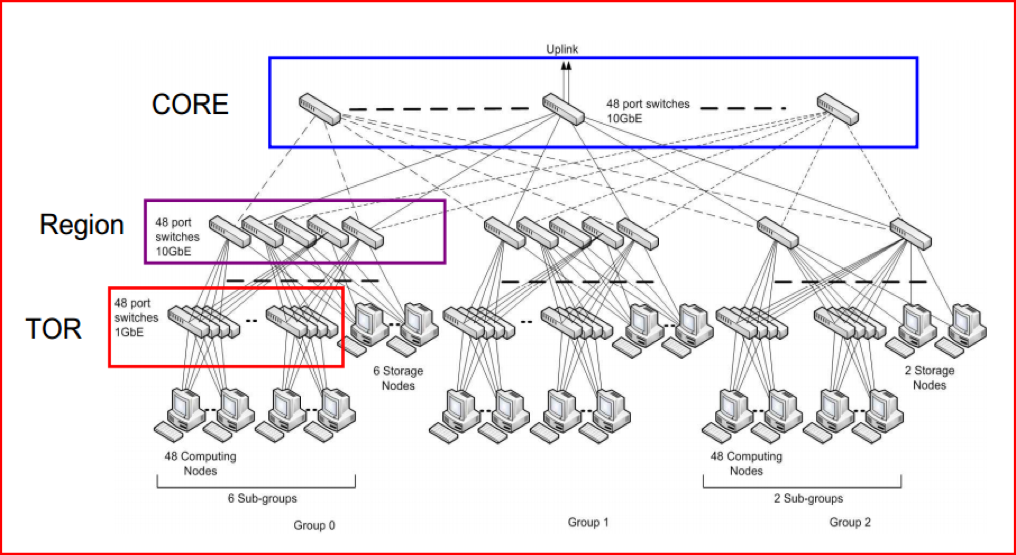 Uplink
CORE
48 port switches
10GbE
Region
48 port
switches
10GbE
TOR
48 port
switches
1GbE
6 Storage
Nodes
2 Storage
Nodes
48 Computing
Nodes
48 Computing
Nodes
6 Sub-groups
2 Sub-groups
Group 0
Group 1
Group 2